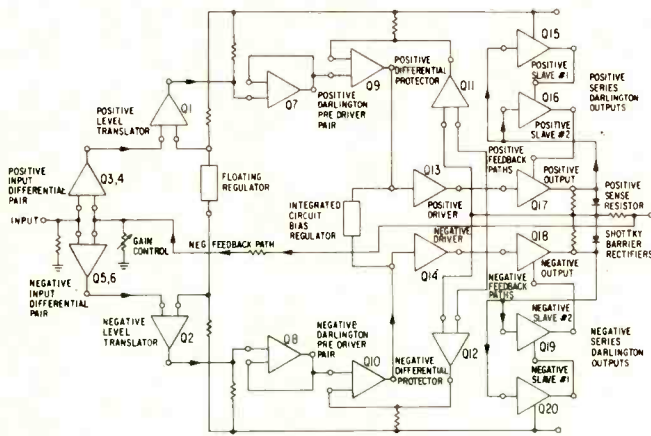 Q15
POSITIVE
SLAVE #1
POSITIVE
SERIES
DARLINGTON
OUTPUTS
Q16
POSITIVE
SLAVE #2
Q9
POSITIVE
DIFFERENTIAL
PROTECTOR
Q11
Q7
POSITIVE
DARLINGTON
PRE DRIVER
PAIR
POSITIVE
LEVEL
TRANSLATOR
Q1
POSITIVE
INPUT
DIFFERENTIAL
PAIR
Q3,4
FLOATING
REGULATOR
Q13
POSITIVE
DRIVER
POSITIVE
FEEDBACK
PATHS
POSITIVE
OUTPUT
Q17
POSITIVE
SENSE
RESISTOR
INPUT
GAIN
CONTROL
NEG FEEDBACK PATH
INTEGRATED
CIRCUIT
BIAS
REGULATOR
NEGATIVE
DRIVER
Q14
Q18
NEGATIVE
OUTPUT
SHOTTKY
BARRIER
RECTIFIERS
Q5,6
NEGATIVE
INPUT
DIFFERENTIAL
PAIR
NEGATIVE
LEVEL
TRANSLATOR
Q2
Q8
NEGATIVE
DARLINGTON
PRE DRIVER
PAIR
Q10
NEGATIVE
DIFFERENTIAL
PROTECTOR
Q12
NEGATIVE
FEEDBACK
PATHS
NEGATIVE
SLAVE #2
Q19
NEGATIVE
SLAVE #1
Q20
NEGATIVE
SERIES
DARLINGTON
OUTPUTS